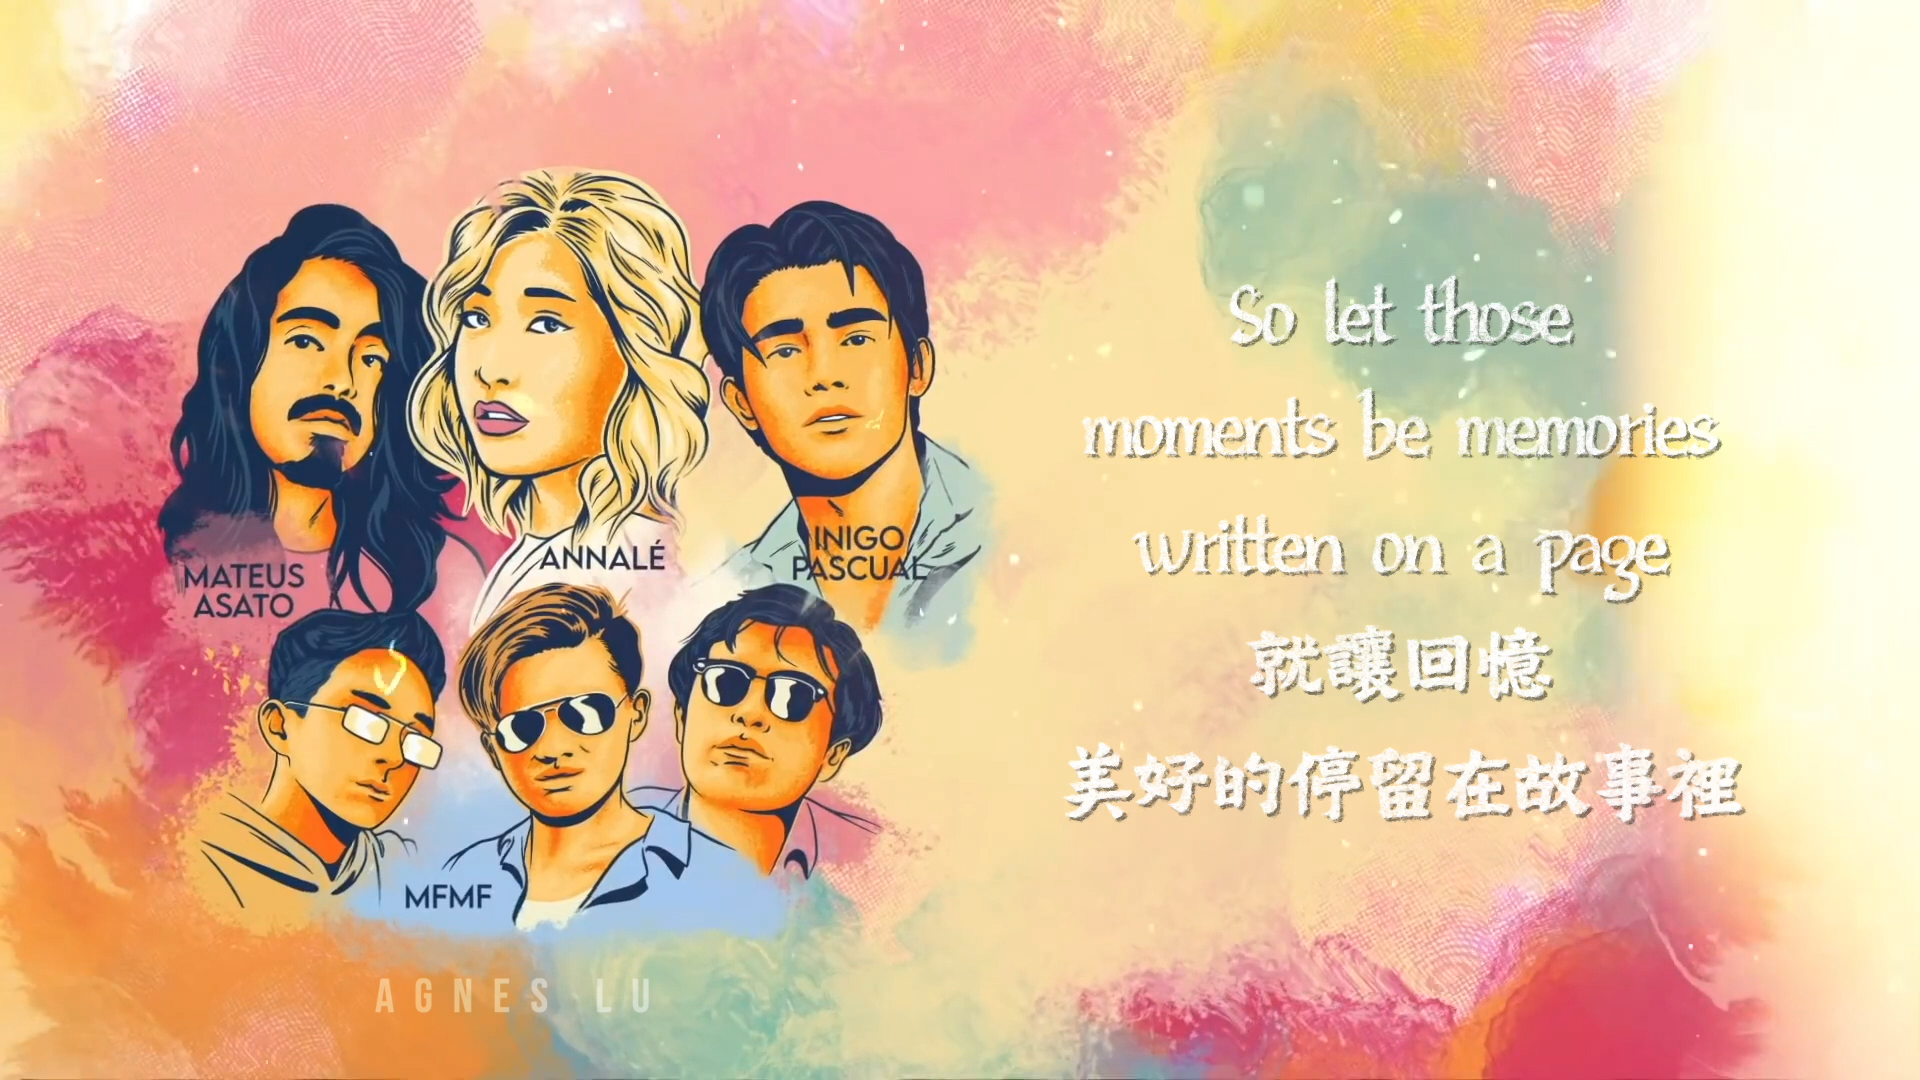 MATEUS
ASATO
ANNALÉ
INIGO
PASCUAL
MFMF
AGNES LU
So let those
moments be memories
written on a page
就讓回憶
美好的停留在故事裡